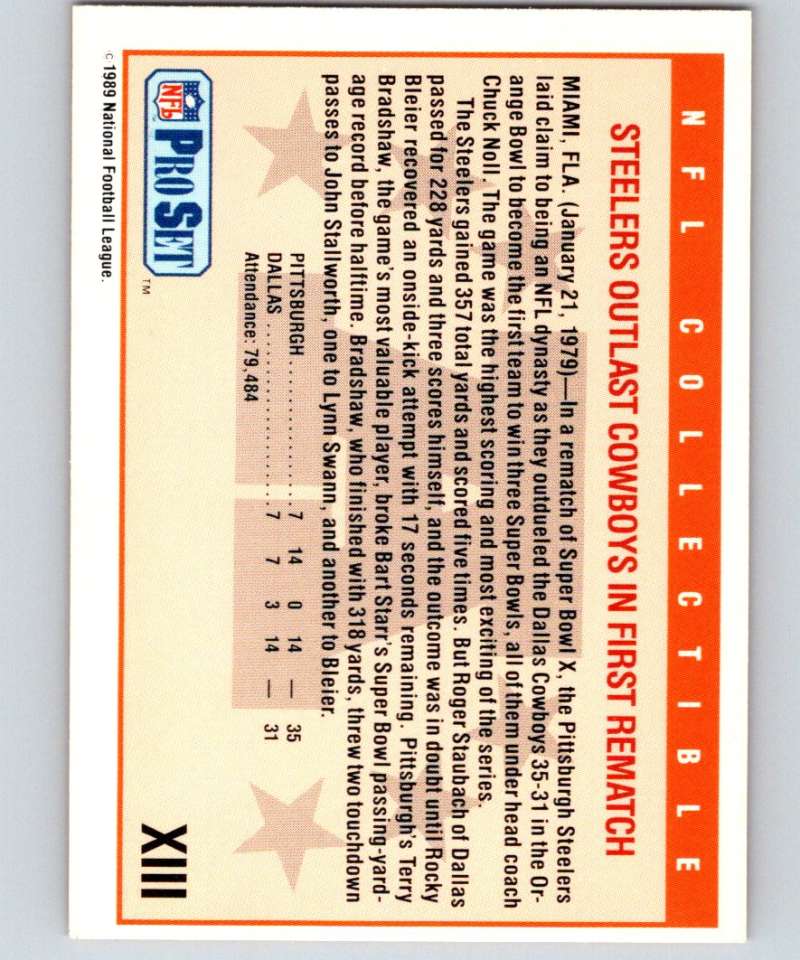 NFL COLLECTIBLE
STEELERS OUTLAST COWBOYS IN FIRST REMATCH
MIAMI, FLA. (January 21, 1979)—In a rematch of Super Bowl X, the Pittsburgh Steelers
laid claim to being an NFL dynasty as they outdueled the Dallas Cowboys 35-31 in the Or-
ange Bowl to become the first team to win three Super Bowls, all of them under head coach
Chuck Noll. The game was the highest scoring and most exciting of the series.
The Steelers gained 357 total yards and scored five times. But Roger Staubach of Dallas
passed for 228 yards and three scores himself, and the outcome was in doubt until Rocky
Bleier recovered an onside-kick attempt with 17 seconds remaining. Pittsburgh's Terry
Bradshaw, the game's most valuable player, broke Bart Starr's Super Bowl passing-yard-
age record before halftime. Bradshaw, who finished with 318 yards, threw two touchdown
passes to John Stallworth, one to Lynn Swann, and another to Bleier.
PITTSBURGH . . . . . . . . . . . . . . . 7 14 0 14 — 35
DALLAS . . . . . . . . . . . . . . . . . . . 7 7 3 14 — 31
Attendance: 79,484
NFL PRO SET ™
XIII
© 1989 National Football League.